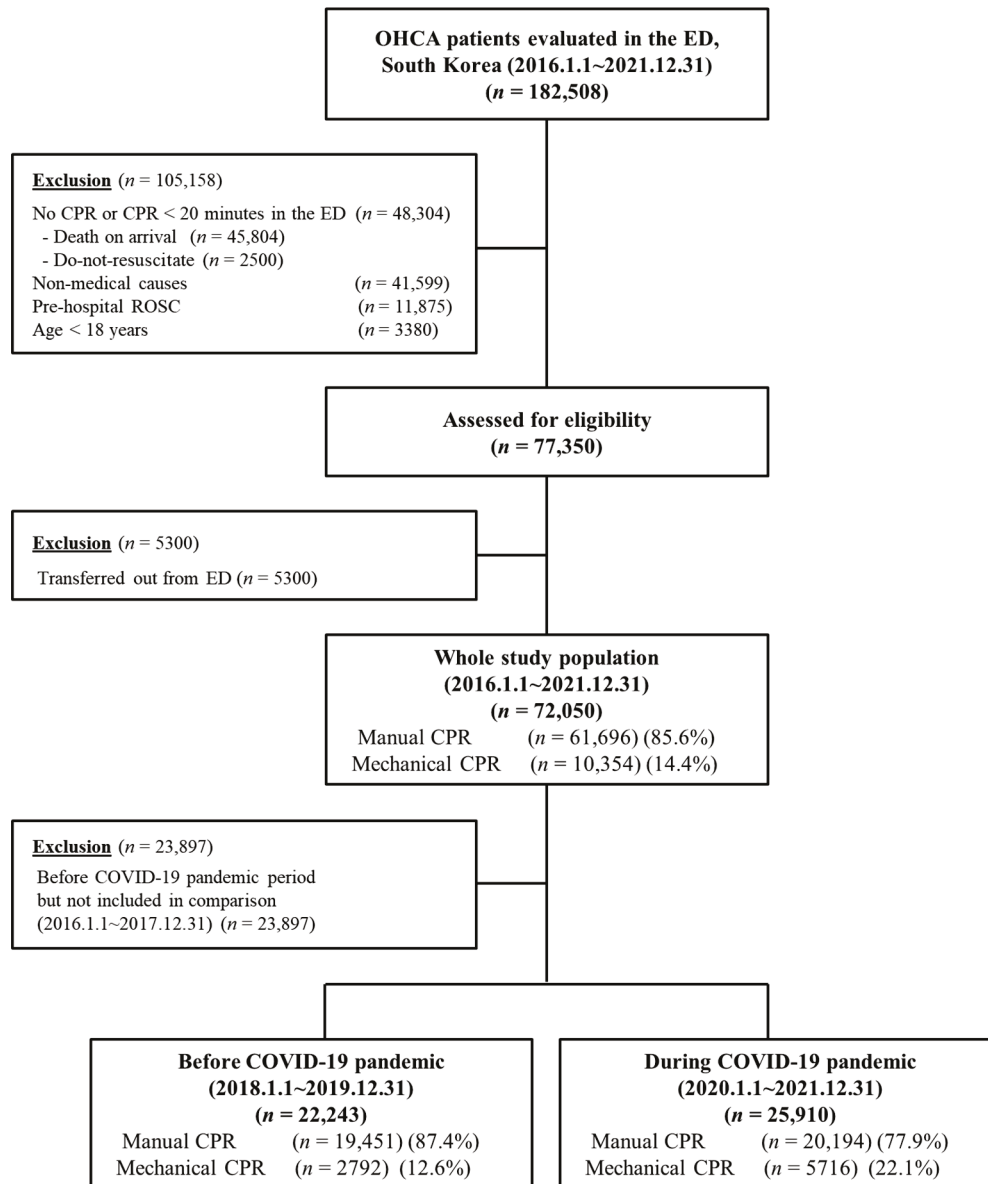 OHCA patients evaluated in the ED,
South Korea (2016.1.1~2021.12.31)
(n = 182,508)
Exclusion (n = 105,158)
No CPR or CPR < 20 minutes in the ED (n = 48,304)
- Death on arrival (n = 45,804)
- Do-not-resuscitate (n = 2500)
Non-medical causes (n = 41,599)
Pre-hospital ROSC (n = 11,875)
Age < 18 years (n = 3380)
Assessed for eligibility
(n = 77,350)
Exclusion (n = 5300)
Transferred out from ED (n = 5300)
Whole study population
(2016.1.1~2021.12.31)
(n = 72,050)
Manual CPR (n = 61,696) (85.6%)
Mechanical CPR (n = 10,354) (14.4%)
Exclusion (n = 23,897)
Before COVID-19 pandemic period
but not included in comparison
(2016.1.1~2017.12.31) (n = 23,897)
Before COVID-19 pandemic
(2018.1.1~2019.12.31)
(n = 22,243)
Manual CPR (n = 19,451) (87.4%)
Mechanical CPR (n = 2792) (12.6%)
During COVID-19 pandemic
(2020.1.1~2021.12.31)
(n = 25,910)
Manual CPR (n = 20,194) (77.9%)
Mechanical CPR (n = 5716) (22.1%)